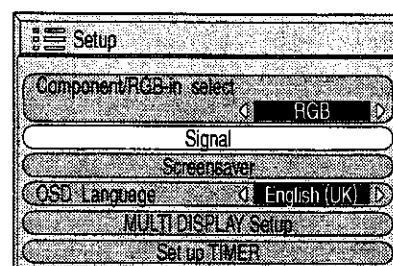 Setup
Component/RGB-in select
RGB
Signal
Screensaver
OSD Language English (UK)
MULTI DISPLAY Setup
Set up TIMER